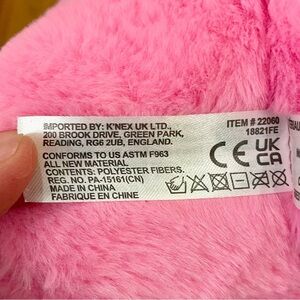 IMPORTED BY: K'NEX UK LTD.,
200 BROOK DRIVE, GREEN PARK,
READING, RG6 2UB, ENGLAND.
ITEM # 22060
18821FE
CONFORMS TO US ASTM F963
ALL NEW MATERIAL
CONTENTS: POLYESTER FIBERS,
REG. NO. PA-15161(CN)
MADE IN CHINA
FABRIQUE EN CHINE
CE UK
CA